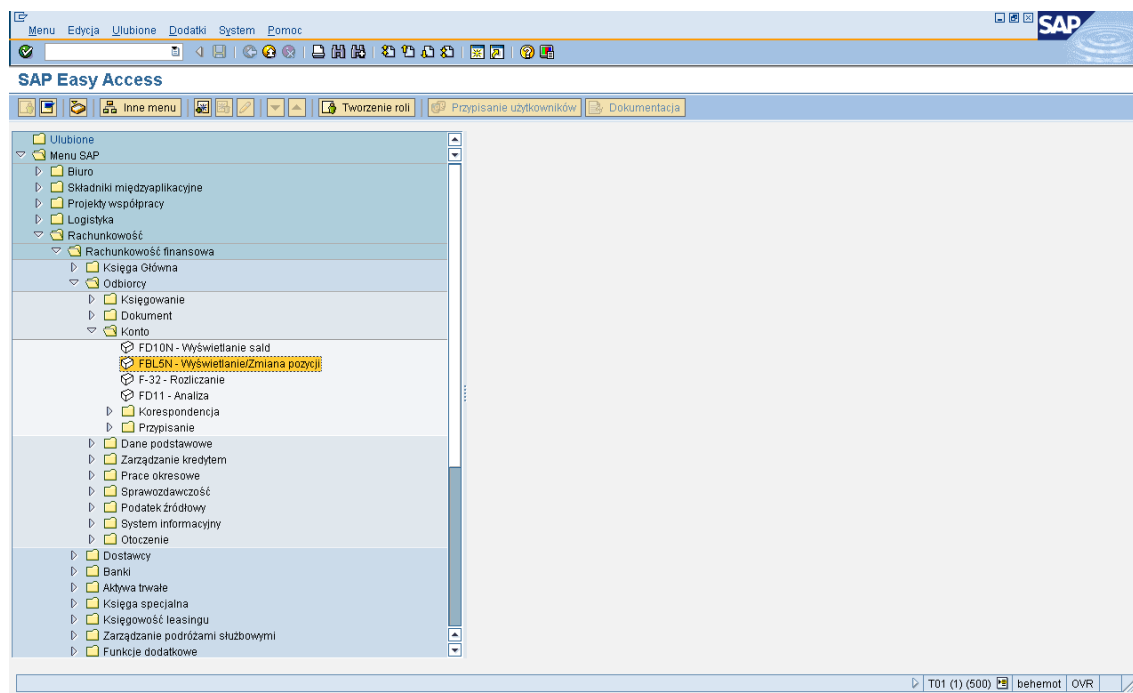 Menu Edycja Ulubione Dodatki System Pomoc
SAP
SAP Easy Access
Inne menu Tworzenie roli Przypisanie użytkowników Dokumentacja
Ulubione
Menu SAP
Biuro
Składniki międzyaplikacyjne
Projekty współpracy
Logistyka
Rachunkowość
Rachunkowość finansowa
Księga Główna
Odbiorcy
Księgowanie
Dokument
Konto
FD10N - Wyświetlanie sald
FBL5N - Wyświetlanie/Zmiana pozycji
F-32 - Rozliczanie
FD11 - Analiza
Korespondencja
Przypisanie
Dane podstawowe
Zarządzanie kredytem
Prace okresowe
Sprawozdawczość
Podatek źródłowy
System informacyjny
Otoczenie
Dostawcy
Banki
Aktywa trwałe
Księga specjalna
Księgowość leasingu
Zarządzanie podróżami służbowymi
Funkcje dodatkowe
T01 (1) (500) behemot OVR